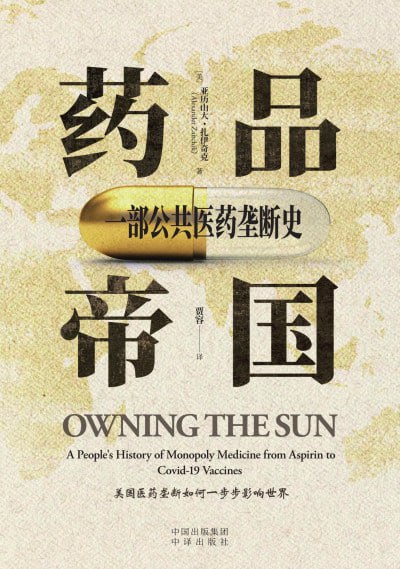 药品
[美] 亚历山大·扎伊奇克 著
(Alexander Zaitchik)
一部公共医药垄断史
帝国
贾容 译
OWNING THE SUN
A People's History of Monopoly Medicine from Aspirin to
Covid-19 Vaccines
美国医药垄断如何一步步影响世界
中国出版集团
中译出版社